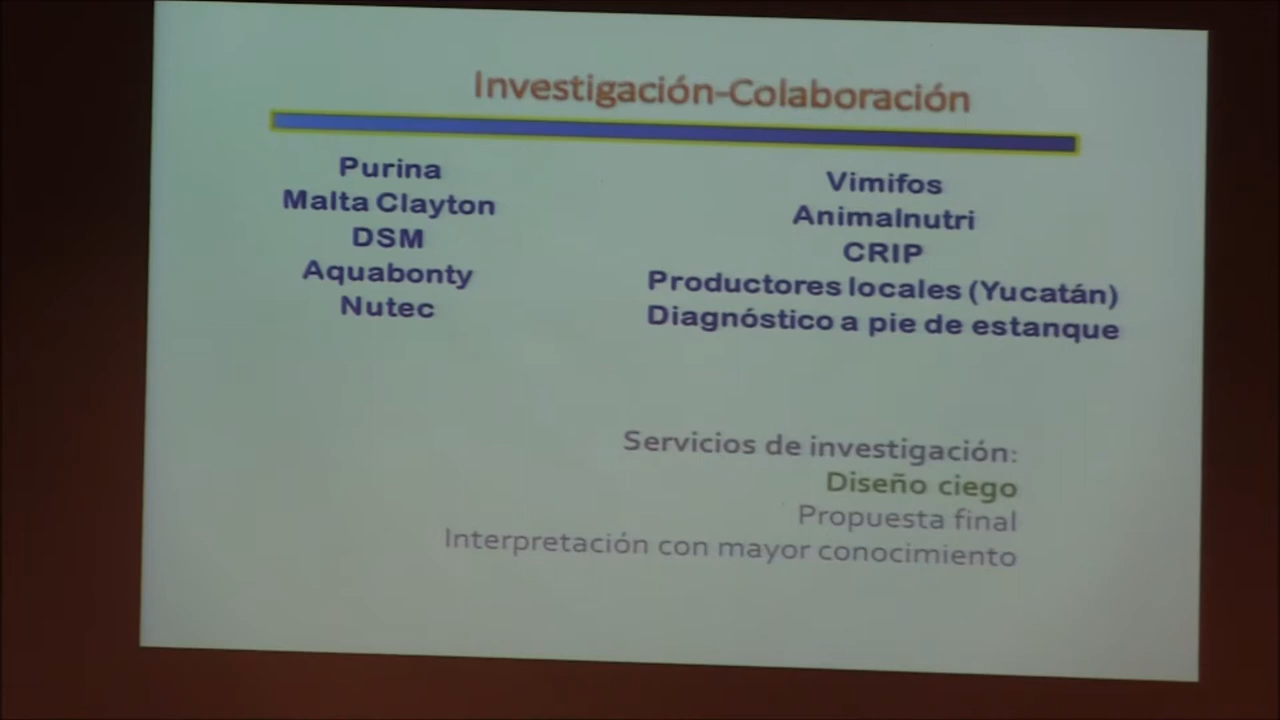 Investigación-Colaboración
Purina
Malta Clayton
DSM
Aquabonty
Nutec
Vimifos
Animalnutri
CRIP
Productores locales (Yucatán)
Diagnóstico a pie de estanque
Servicios de investigación:
Diseño ciego
Propuesta final
Interpretación con mayor conocimiento